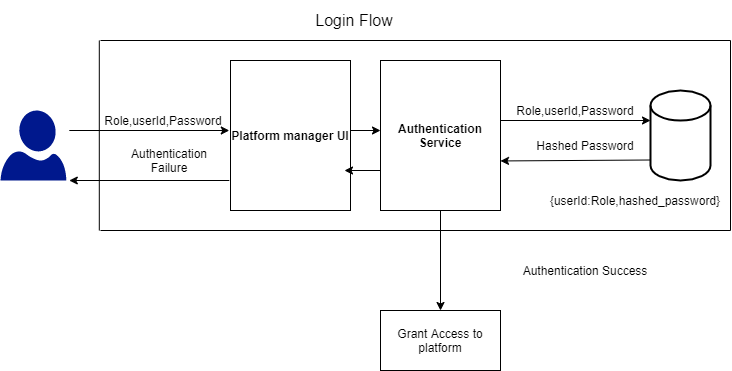 Login Flow
Role,userId,Password
Authentication
Failure
Platform manager UI
Authentication
Service
Role,userId,Password
Hashed Password
{userId:Role,hashed_password}
Authentication Success
Grant Access to
platform